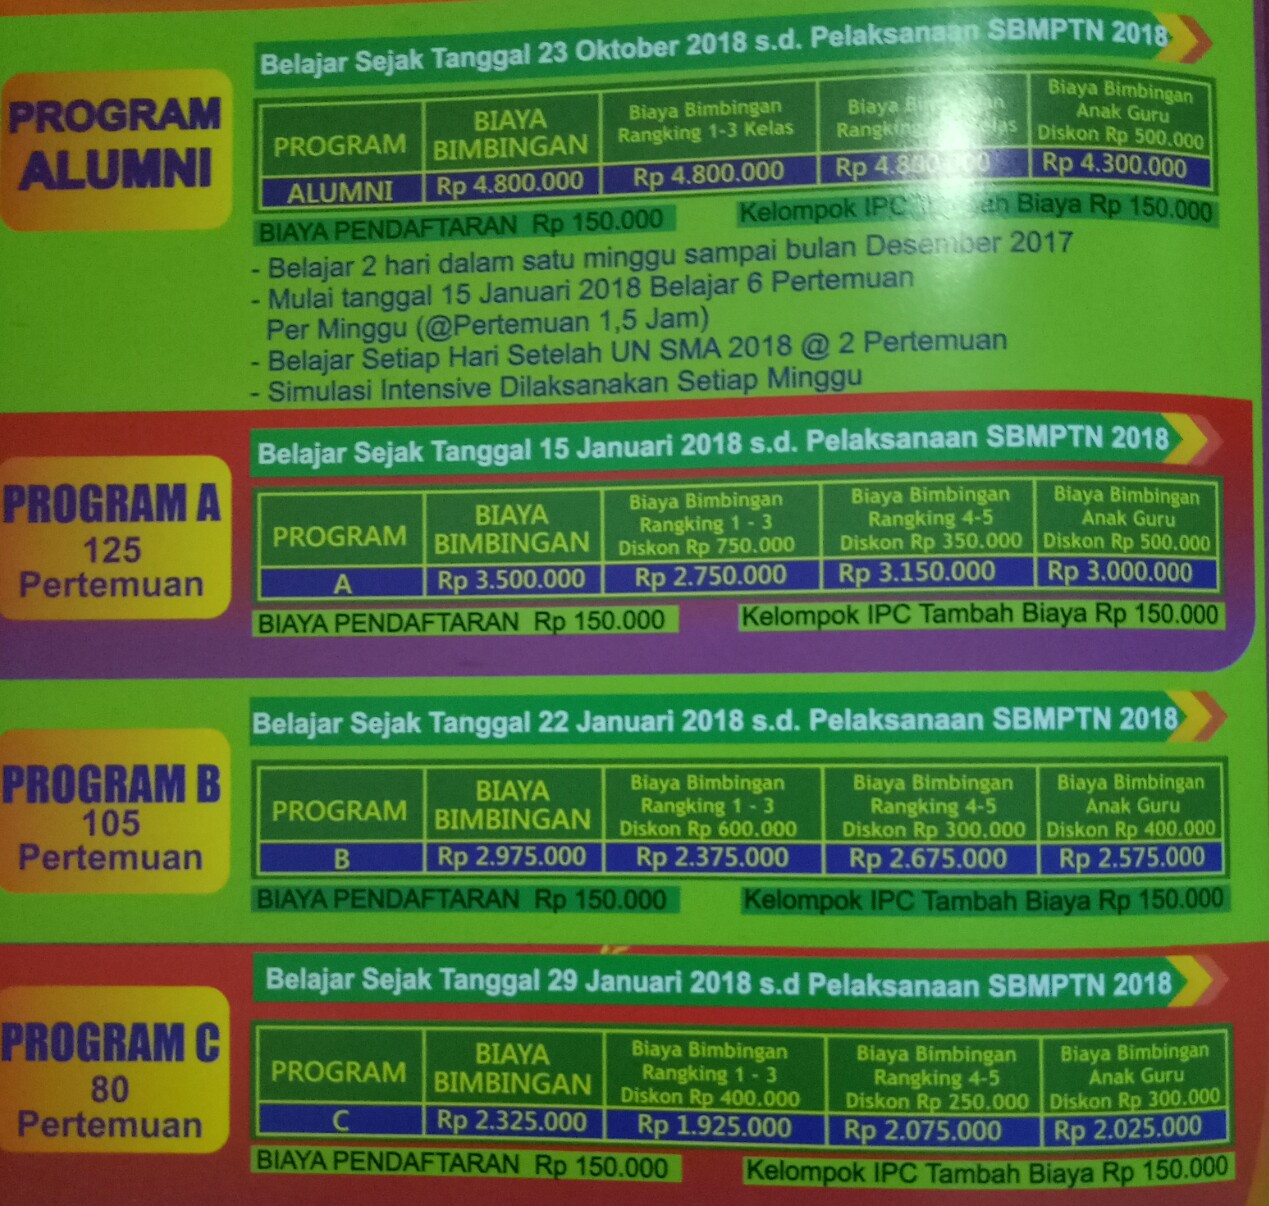 Belajar Sejak Tanggal 23 Oktober 2018 s.d. Pelaksanaan SBMPTN 2018
PROGRAM
ALUMNI
PROGRAM
BIAYA
BIMBINGAN
Biaya Bimbingan
Rangking 1-3 Kelas
Biaya
Rangking
Biaya Bimbingan
Anak Guru
Diskon Rp 500.000
ALUMNI
Rp 4.800.000
Rp 4.800.000
Rp
Rp 4.300.000
BIAYA PENDAFTARAN Rp 150.000
Kelompok IPC Biaya Rp 150.000
- Belajar 2 hari dalam satu minggu sampai bulan Desember 2017
- Mulai tanggal 15 Januari 2018 Belajar 6 Pertemuan
Per Minggu (@Pertemuan 1,5 Jam)
- Belajar Setiap Hari Setelah UN SMA 2018 @ 2 Pertemuan
- Simulasi Intensive Dilaksanakan Setiap Minggu
Belajar Sejak Tanggal 15 Januari 2018 s.d. Pelaksanaan SBMPTN 2018
PROGRAM A
125
Pertemuan
PROGRAM
BIAYA
BIMBINGAN
Biaya Bimbingan
Rangking 1 - 3
Diskon Rp 750.000
Biaya Bimbingan
Rangking 4-5
Diskon Rp 350.000
Biaya Bimbingan
Anak Guru
Diskon Rp 500.000
A
Rp 3.500.000
Rp 2.750.000
Rp 3.150.000
Rp 3.000.000
BIAYA PENDAFTARAN Rp 150.000
Kelompok IPC Tambah Biaya Rp 150.000
Belajar Sejak Tanggal 22 Januari 2018 s.d. Pelaksanaan SBMPTN 2018
PROGRAM B
105
Pertemuan
PROGRAM
BIAYA
BIMBINGAN
Biaya Bimbingan
Rangking 1 - 3
Diskon Rp 600.000
Biaya Bimbingan
Rangking 4-5
Diskon Rp 300.000
Biaya Bimbingan
Anak Guru
Diskon Rp 400.000
B
Rp 2.975.000
Rp 2.375.000
Rp 2.675.000
Rp 2.575.000
BIAYA PENDAFTARAN Rp 150.000
Kelompok IPC Tambah Biaya Rp 150.000
Belajar Sejak Tanggal 29 Januari 2018 s.d Pelaksanaan SBMPTN 2018
PROGRAM C
80
Pertemuan
PROGRAM
BIAYA
BIMBINGAN
Biaya Bimbingan
Rangking 1 - 3
Diskon Rp 400.000
Biaya Bimbingan
Rangking 4-5
Diskon Rp 250.000
Biaya Bimbingan
Anak Guru
Diskon Rp 300.000
C
Rp 2.325.000
Rp 1.925.000
Rp 2.075.000
Rp 2.025.000
BIAYA PENDAFTARAN Rp 150.000
Kelompok IPC Tambah Biaya Rp 150.000